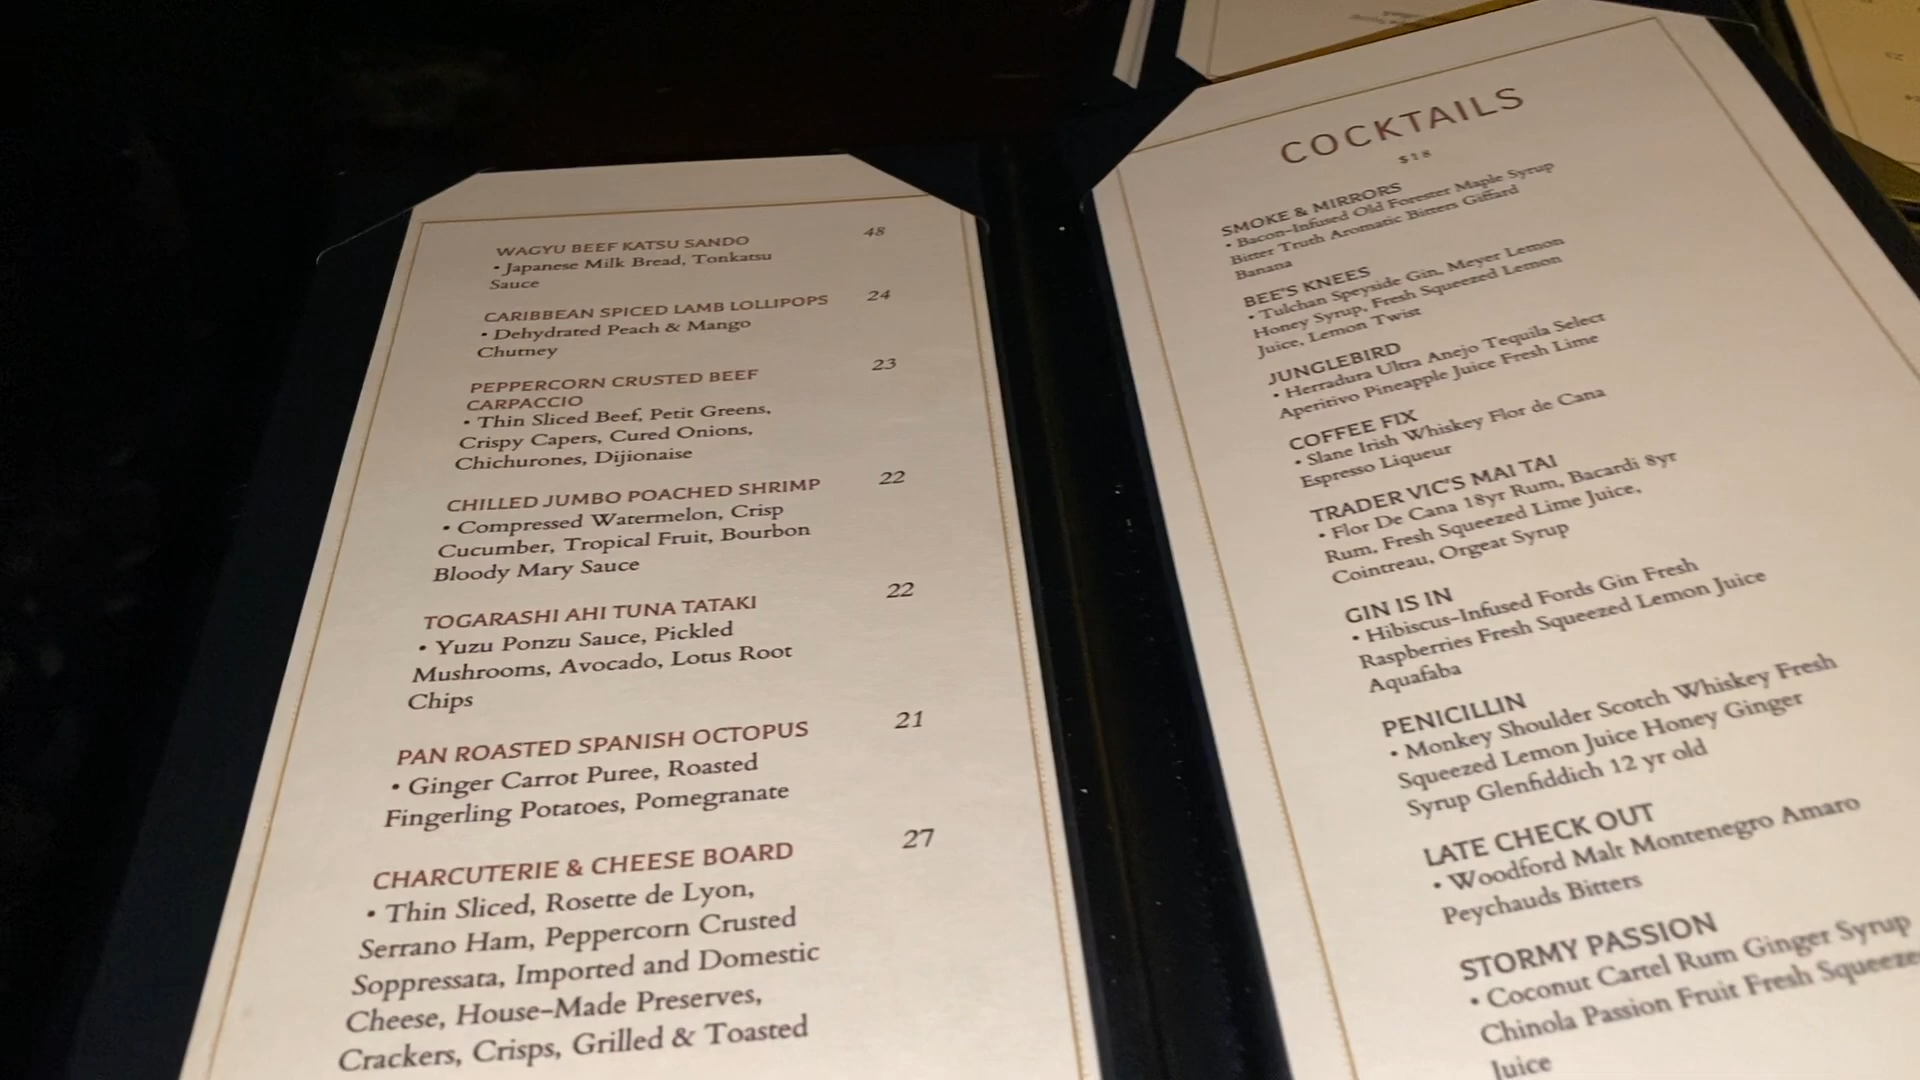 WAGYU BEEF KATSU SANDO 48
• Japanese Milk Bread, Tonkatsu
Sauce
CARIBBEAN SPICED LAMB LOLLIPOPS 24
• Dehydrated Peach & Mango
Chutney
PEPPERCORN CRUSTED BEEF 23
CARPACCIO
• Thin Sliced Beef, Petit Greens,
Crispy Capers, Cured Onions,
Chichurones, Dijionaise
CHILLED JUMBO POACHED SHRIMP 22
• Compressed Watermelon, Crisp
Cucumber, Tropical Fruit, Bourbon
Bloody Mary Sauce
TOGARASHI AHI TUNA TATAKI 22
• Yuzu Ponzu Sauce, Pickled
Mushrooms, Avocado, Lotus Root
Chips
PAN ROASTED SPANISH OCTOPUS 21
• Ginger Carrot Puree, Roasted
Fingerling Potatoes, Pomegranate
CHARCUTERIE & CHEESE BOARD 27
• Thin Sliced, Rosette de Lyon,
Serrano Ham, Peppercorn Crusted
Soppressata, Imported and Domestic
Cheese, House-Made Preserves,
Crackers, Crisps, Grilled & Toasted
COCKTAILS
$18
SMOKE & MIRRORS
• Bacon-Infused Old Forester Maple Syrup
Bitter Truth Aromatic Bitters Giffard
Banana
BEE'S KNEES
• Tulchan Speyside Gin, Meyer Lemon
Honey Syrup, Fresh Squeezed Lemon
Juice, Lemon Twist
JUNGLEBIRD
• Herradura Ultra Anejo Tequila Select
Aperitivo Pineapple Juice Fresh Lime
COFFEE FIX
• Slane Irish Whiskey Flor de Cana
Espresso Liqueur
TRADER VIC'S MAI TAI
• Flor De Cana 18yr Rum, Bacardi 8yr
Rum, Fresh Squeezed Lime Juice,
Cointreau, Orgeat Syrup
GIN IS IN
• Hibiscus-Infused Fords Gin Fresh
Raspberries Fresh Squeezed Lemon Juice
Aquafaba
PENICILLIN
• Monkey Shoulder Scotch Whiskey Fresh
Squeezed Lemon Juice Honey Ginger
Syrup Glenfiddich 12 yr old
LATE CHECK OUT
• Woodford Malt Montenegro Amaro
Peychauds Bitters
STORMY PASSION
• Coconut Cartel Rum Ginger Syrup
Chinola Passion Fruit Fresh Squeeze
Juice